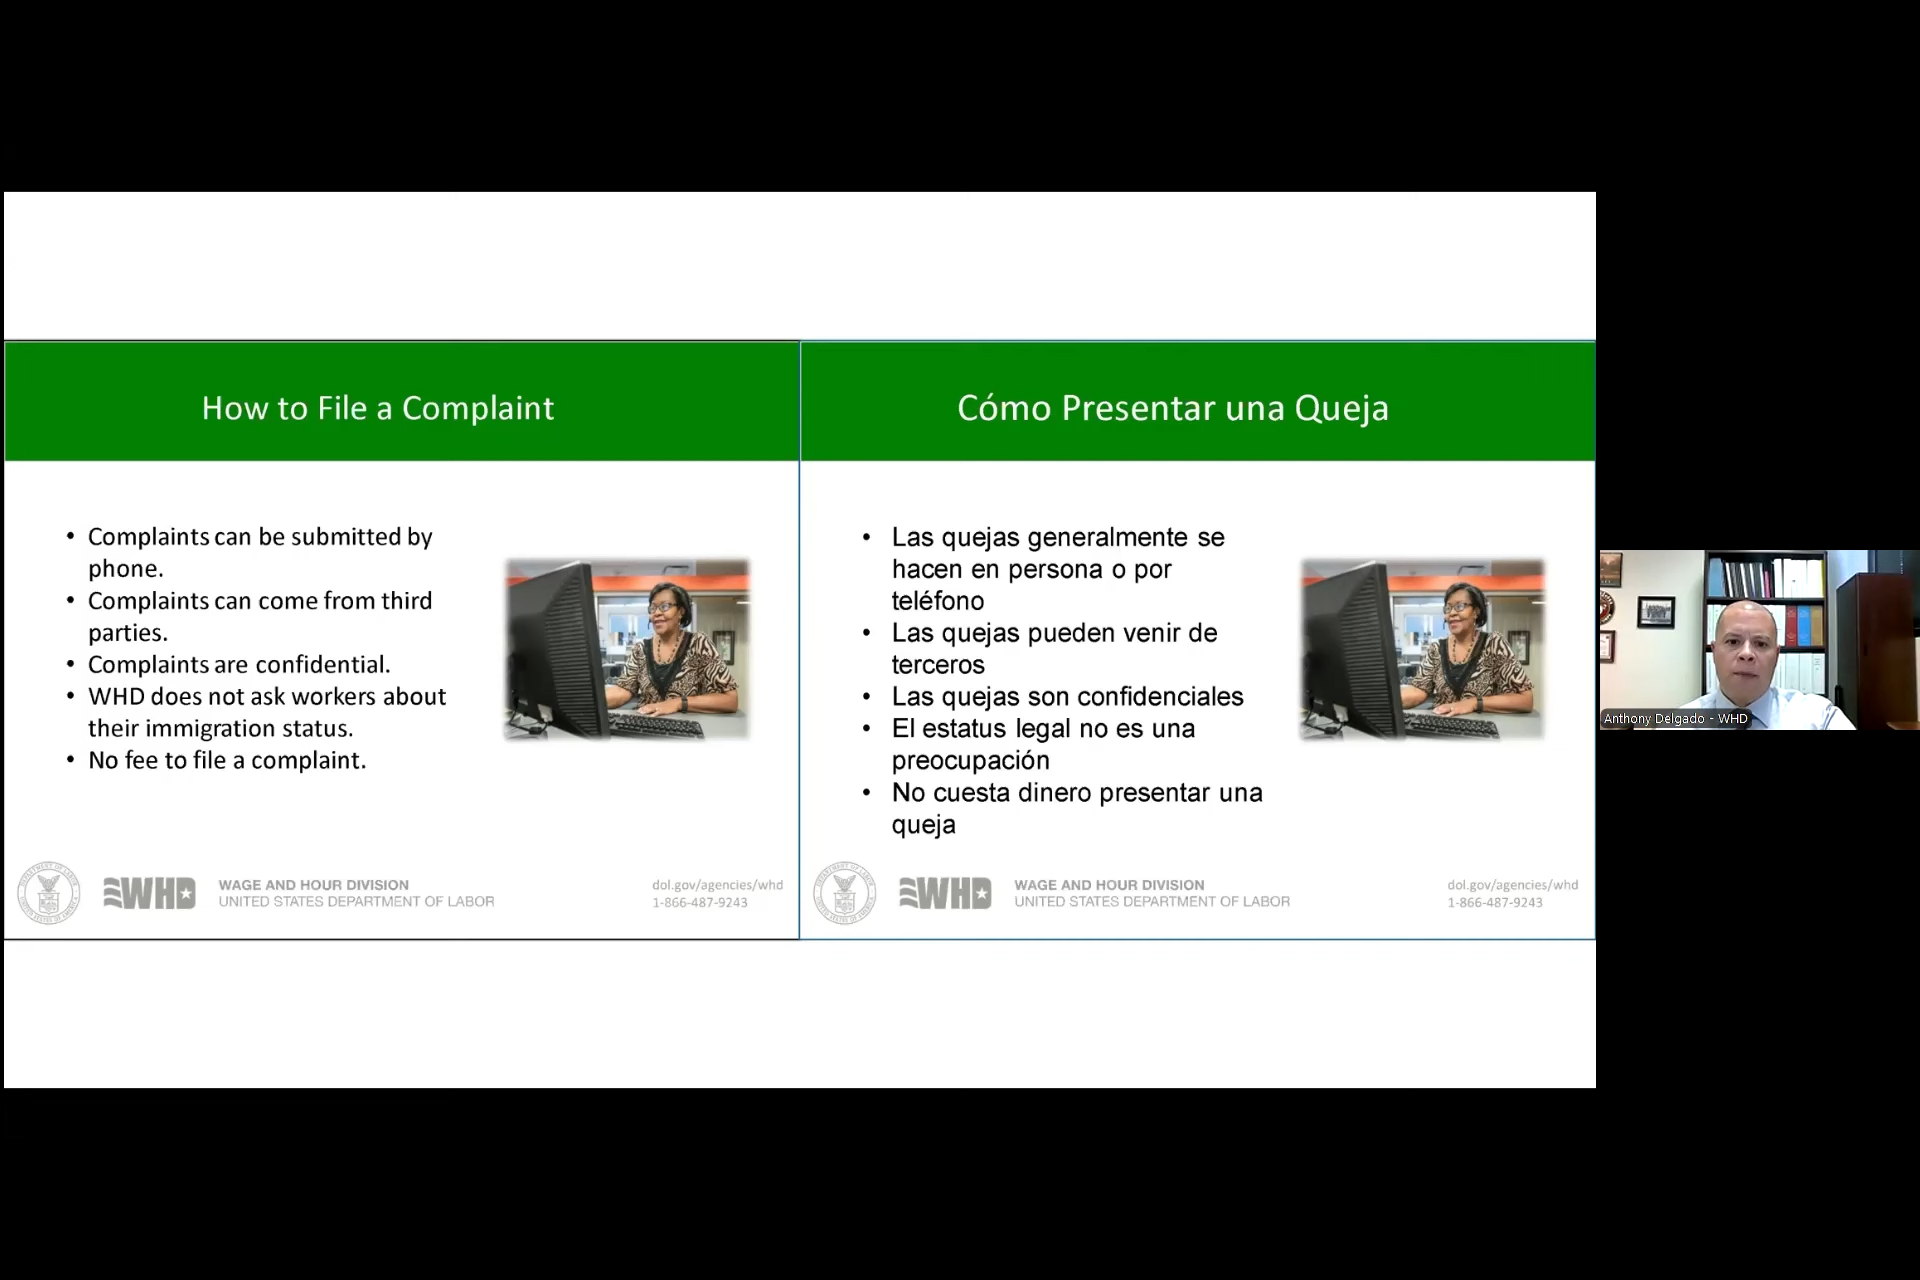 How to File a Complaint
• Complaints can be submitted by
phone.
• Complaints can come from third
parties.
• Complaints are confidential.
• WHD does not ask workers about
their immigration status.
• No fee to file a complaint.
WHD
WAGE AND HOUR DIVISION
UNITED STATES DEPARTMENT OF LABOR
dol.gov/agencies/whd
1-866-487-9243
Cómo Presentar una Queja
• Las quejas generalmente se
hacen en persona o por
teléfono
• Las quejas pueden venir de
terceros
• Las quejas son confidenciales
• El estatus legal no es una
preocupación
• No cuesta dinero presentar una
queja
WHD
WAGE AND HOUR DIVISION
UNITED STATES DEPARTMENT OF LABOR
dol.gov/agencies/whd
1-866-487-9243
Anthony Delgado - WHD